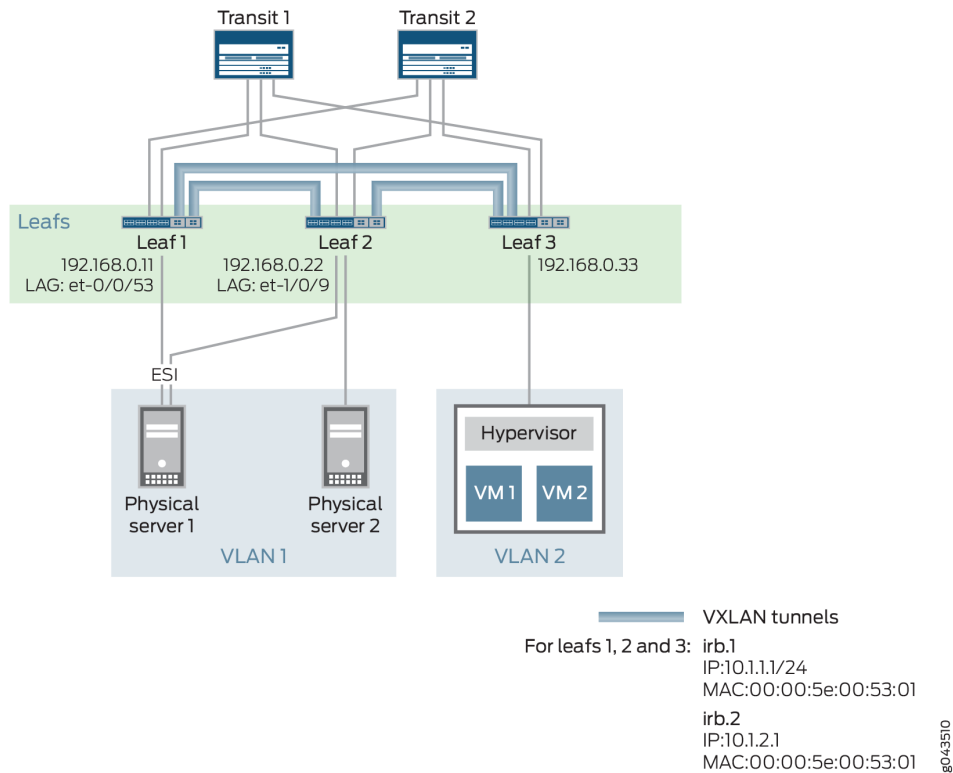 Transit 1
Transit 2
Leafs
Leaf 1
Leaf 2
Leaf 3
192.168.0.11
LAG: et-0/0/53
192.168.0.22
LAG: et-1/0/9
192.168.0.33
ESI
Hypervisor
VM 1
VM 2
Physical
server 1
Physical
server 2
VLAN 1
VLAN 2
VXLAN tunnels
For leafs 1, 2 and 3: irb.1
IP:10.1.1.1/24
MAC:00:00:5e:00:53:01
irb.2
IP:10.1.2.1
MAC:00:00:5e:00:53:01
g043510